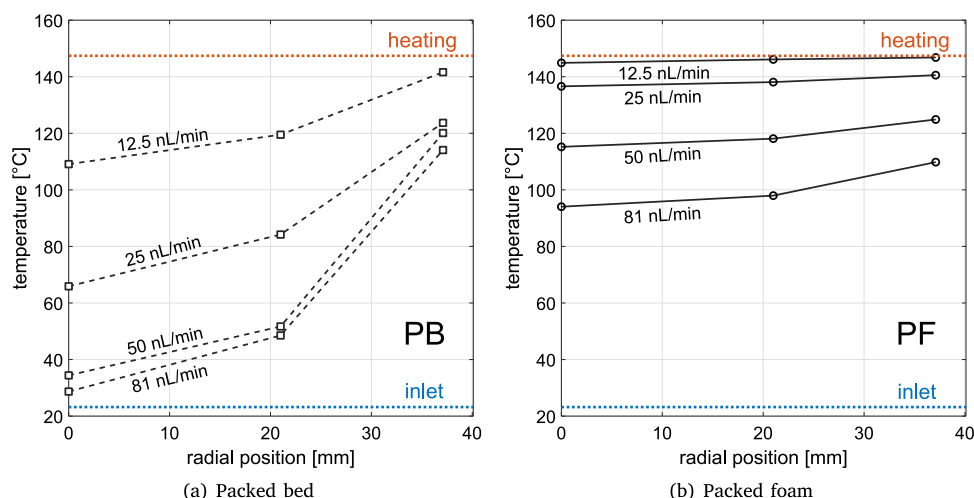 160
140
120
100
80
60
40
20
temperature [°C]
heating
12.5 nL/min
25 nL/min
50 nL/min
81 nL/min
PB
inlet
0
10
20
30
40
radial position [mm]
(a) Packed bed
160
140
120
100
80
60
40
20
temperature [°C]
heating
12.5 nL/min
25 nL/min
50 nL/min
81 nL/min
PF
inlet
0
10
20
30
40
radial position [mm]
(b) Packed foam